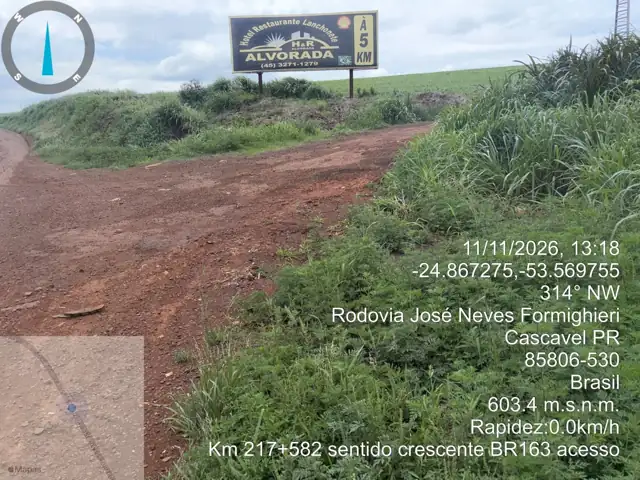 N
W
E
S
Hotel Restaurante Lanchonete
H&R
ALVORADA
(45) 3271-1279
À
5
KM
11/11/2026, 13:18
-24.867275,-53.569755
314° NW
Rodovia José Neves Formighieri
Cascavel PR
85806-530
Brasil
603.4 m.s.n.m.
Rapidez:0.0km/h
Km 217+582 sentido crescente BR163 acesso
Mapas